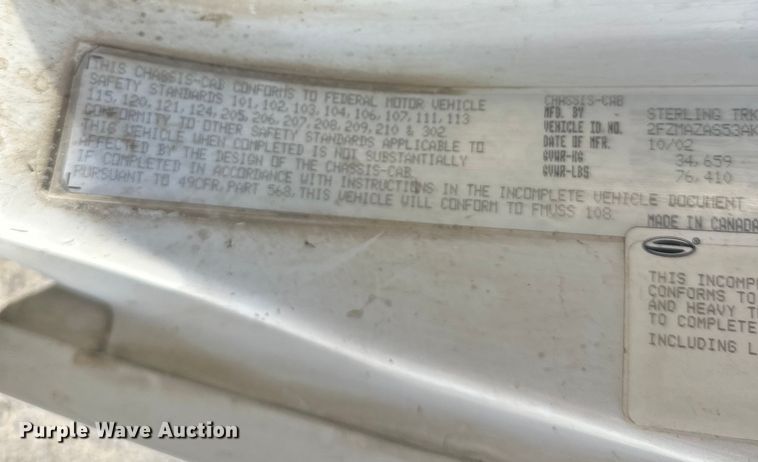 THIS CHASSIS-CAB CONFORMS TO FEDERAL MOTOR VEHICLE
SAFETY STANDARDS 101, 102, 103, 104, 106, 107, 111, 113
115, 120, 121, 124, 205, 206, 207, 208, 209, 210 & 302
CONFORMITY TO OTHER SAFETY STANDARDS APPLICABLE TO
THIS VEHICLE WHEN COMPLETED IS NOT SUBSTANTIALLY
AFFECTED BY THE DESIGN OF THE CHASSIS-CAB.
IF COMPLETED IN ACCORDANCE WITH INSTRUCTIONS IN THE INCOMPLETE VEHICLE DOCUMENT
PURSUANT TO 49CFR, PART 568, THIS VEHICLE WILL CONFORM TO FMVSS 108.
CHASSIS-CAB
MFD. BY - STERLING TRK
VEHICLE ID. NO. 2FZMAZAS53AK
DATE OF MFR. 10/02
GVWR-KG 34,659
GVWR-LBS 76,410
MADE IN CANADA
THIS INCOMPL
CONFORMS TO
AND HEAVY T
TO COMPLETE
INCLUDING L
Purple Wave Auction